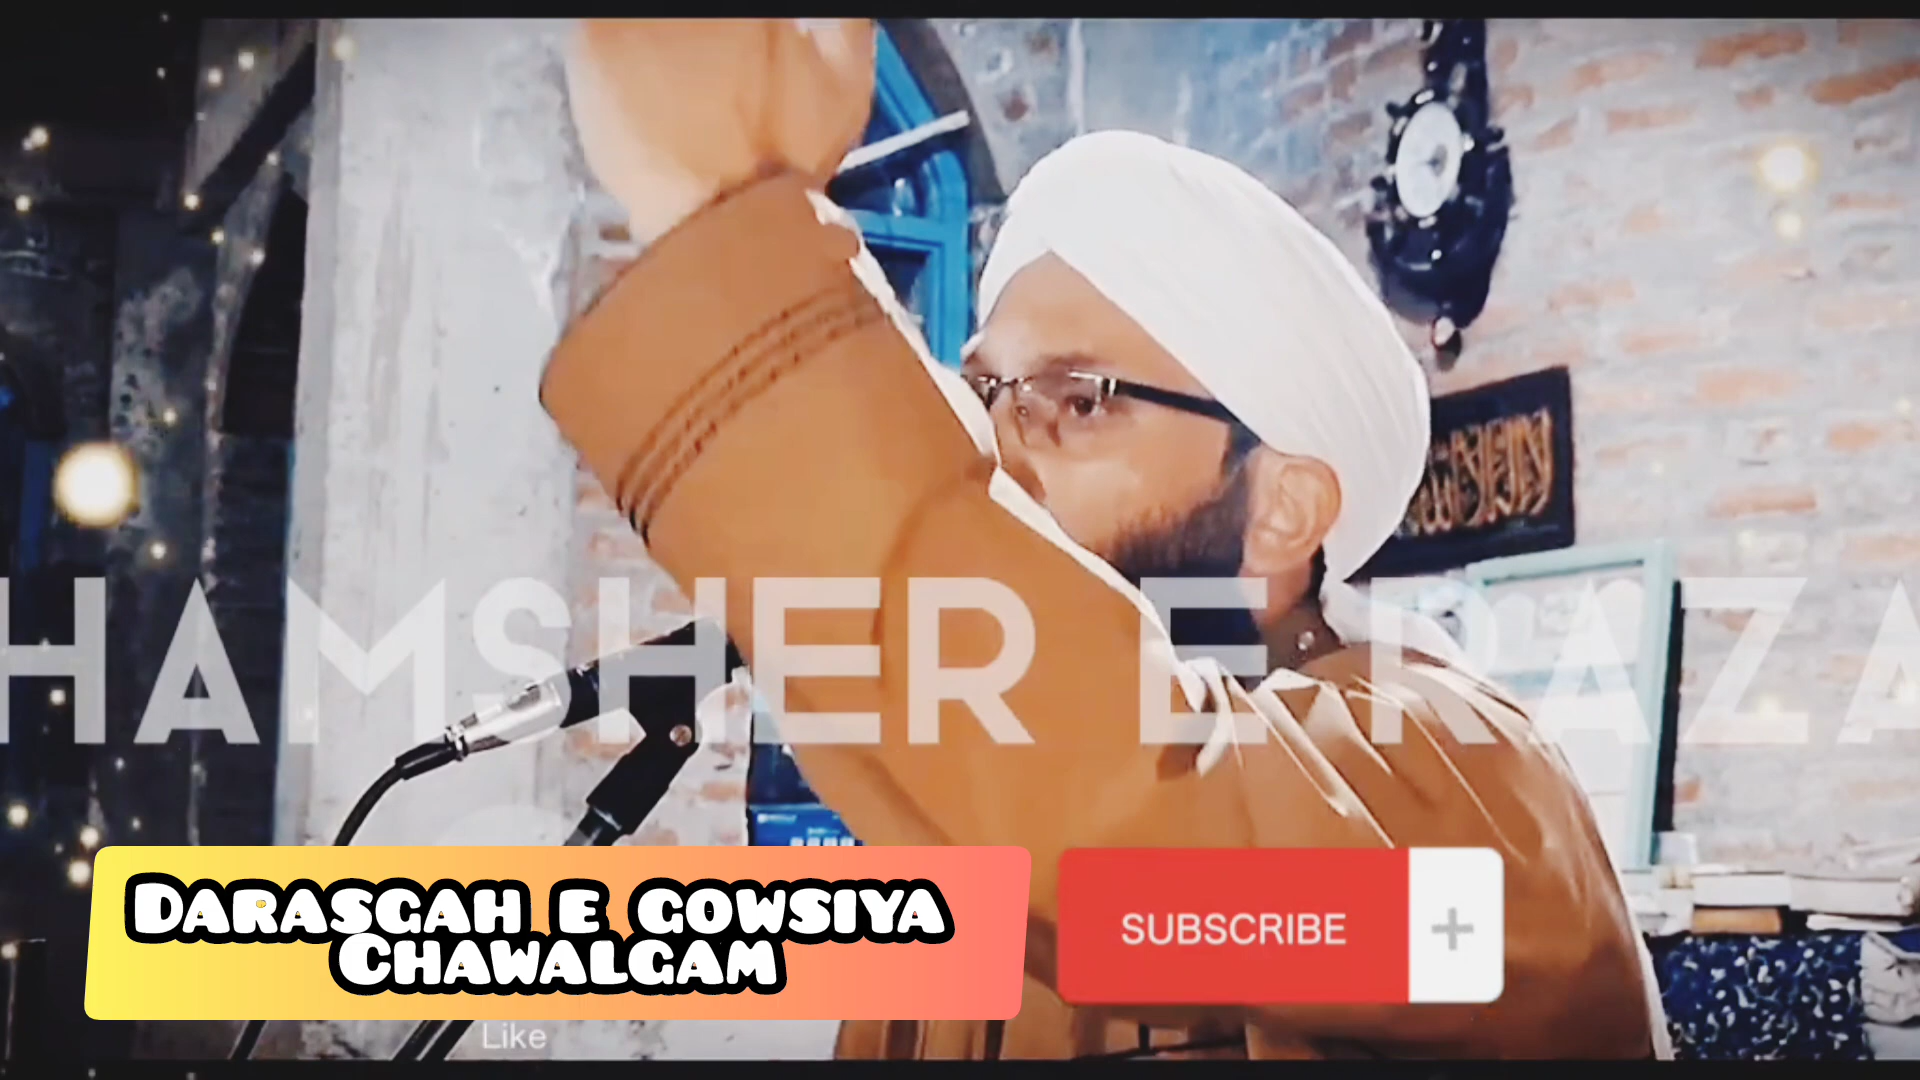 HAMSHER E RAZA
DARASGAH E GOWSIYA
CHAWALGAM
SUBSCRIBE +
Like